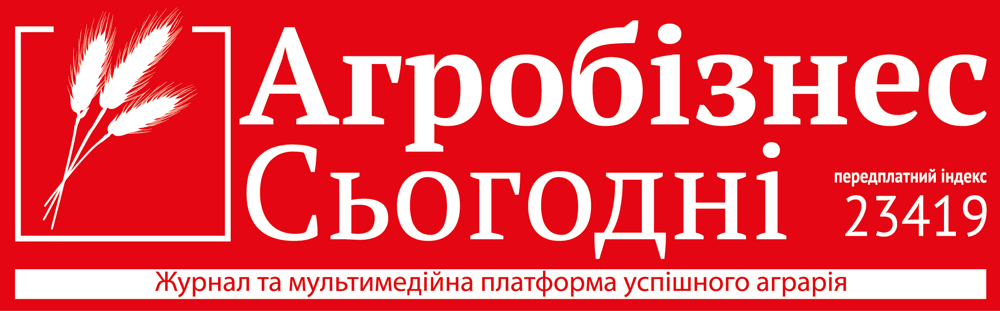 Агробізнес
Сьогодні
передплатний індекс
23419
Журнал та мультимедійна платформа успішного аграрія